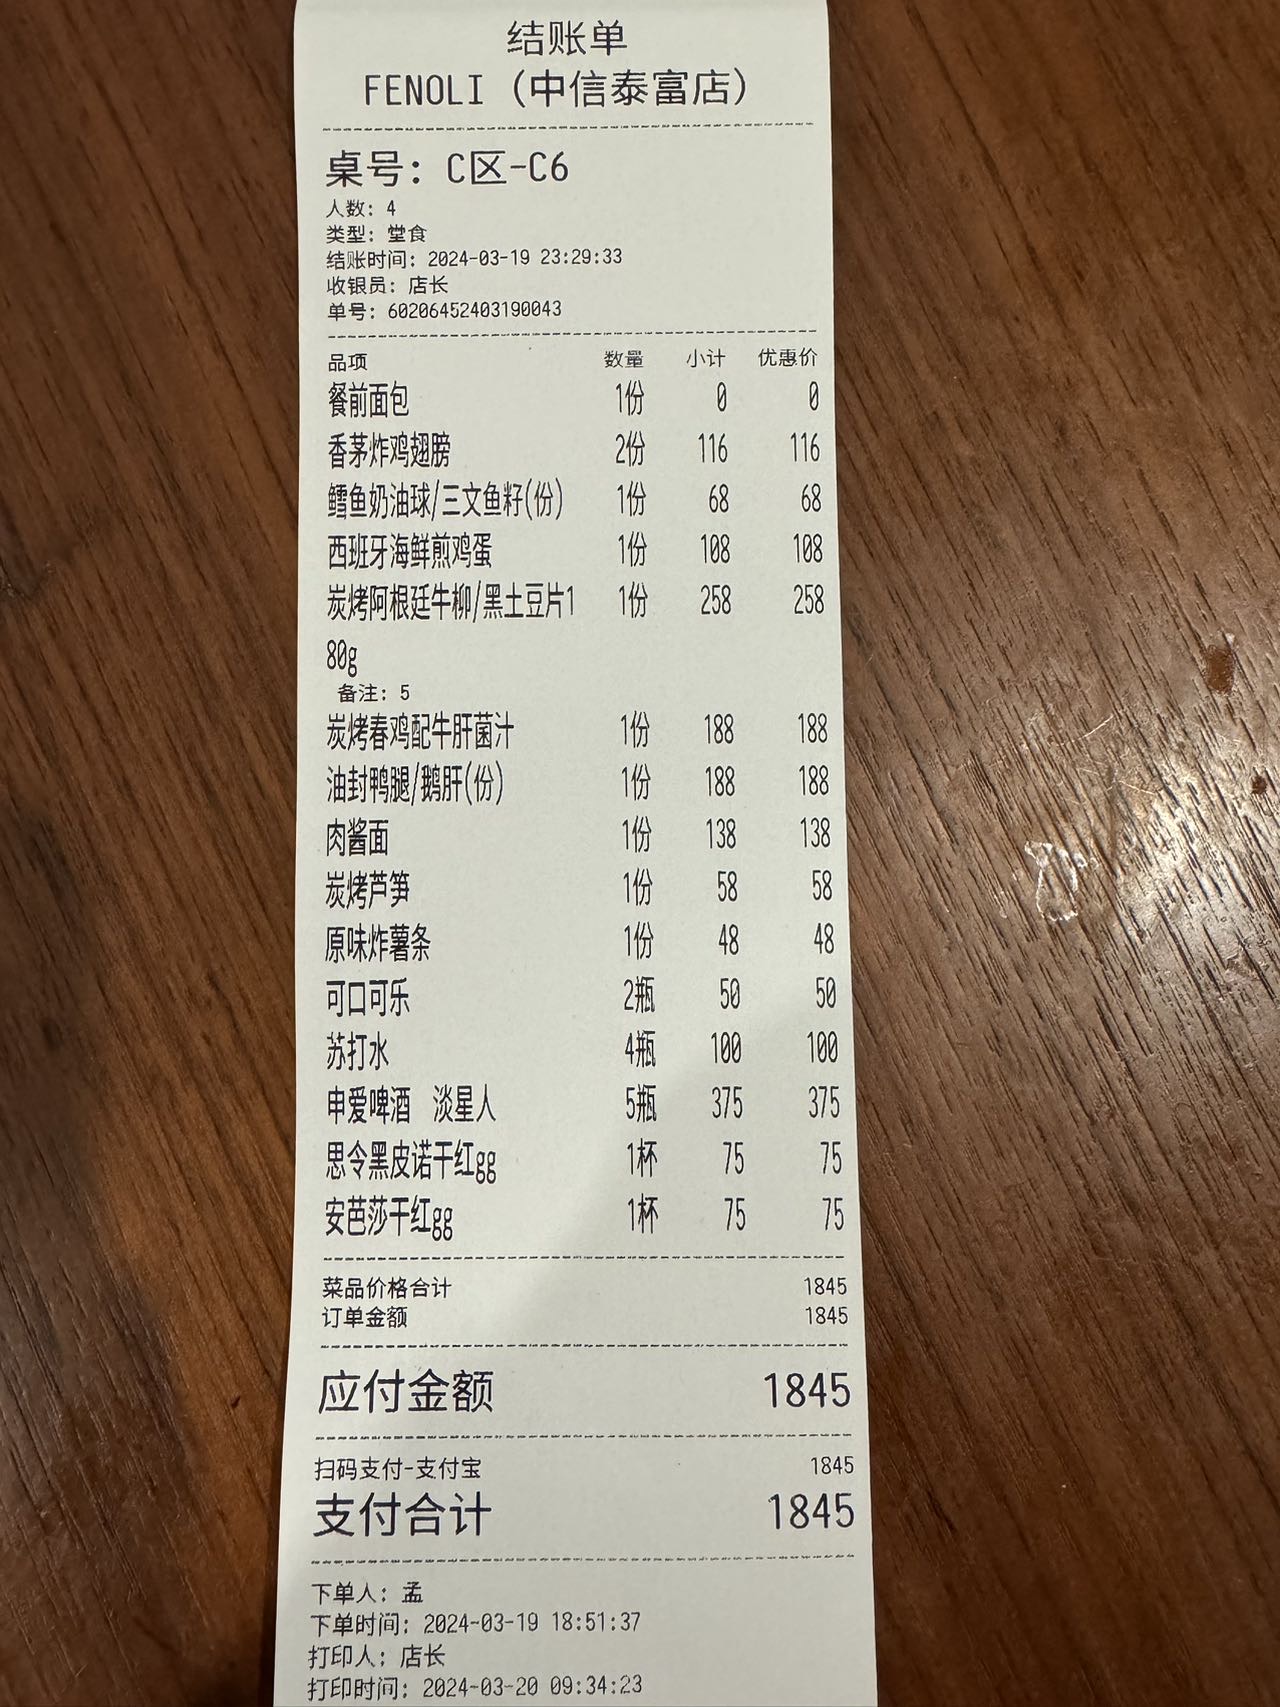 结账单
FENOLI (中信泰富店)
桌号: C区-C6
人数: 4
类型: 堂食
结账时间: 2024-03-19 23:29:33
收银员: 店长
单号: 60206452403190043
品项 数量 小计 优惠价
餐前面包 1份 0 0
香茅炸鸡翅膀 2份 116 116
鳕鱼奶油球/三文鱼籽(份) 1份 68 68
西班牙海鲜煎鸡蛋 1份 108 108
炭烤阿根廷牛柳/黑土豆片1 1份 258 258
80g
备注: 5
炭烤春鸡配牛肝菌汁 1份 188 188
油封鸭腿/鹅肝(份) 1份 188 188
肉酱面 1份 138 138
炭烤芦笋 1份 58 58
原味炸薯条 1份 48 48
可口可乐 2瓶 50 50
苏打水 4瓶 100 100
申爱啤酒 淡星人 5瓶 375 375
思令黑皮诺干红gg 1杯 75 75
安芭莎干红gg 1杯 75 75
菜品价格合计 1845
订单金额 1845
应付金额 1845
扫码支付-支付宝 1845
支付合计 1845
下单人: 孟
下单时间: 2024-03-19 18:51:37
打印人: 店长
打印时间: 2024-03-20 09:34:23